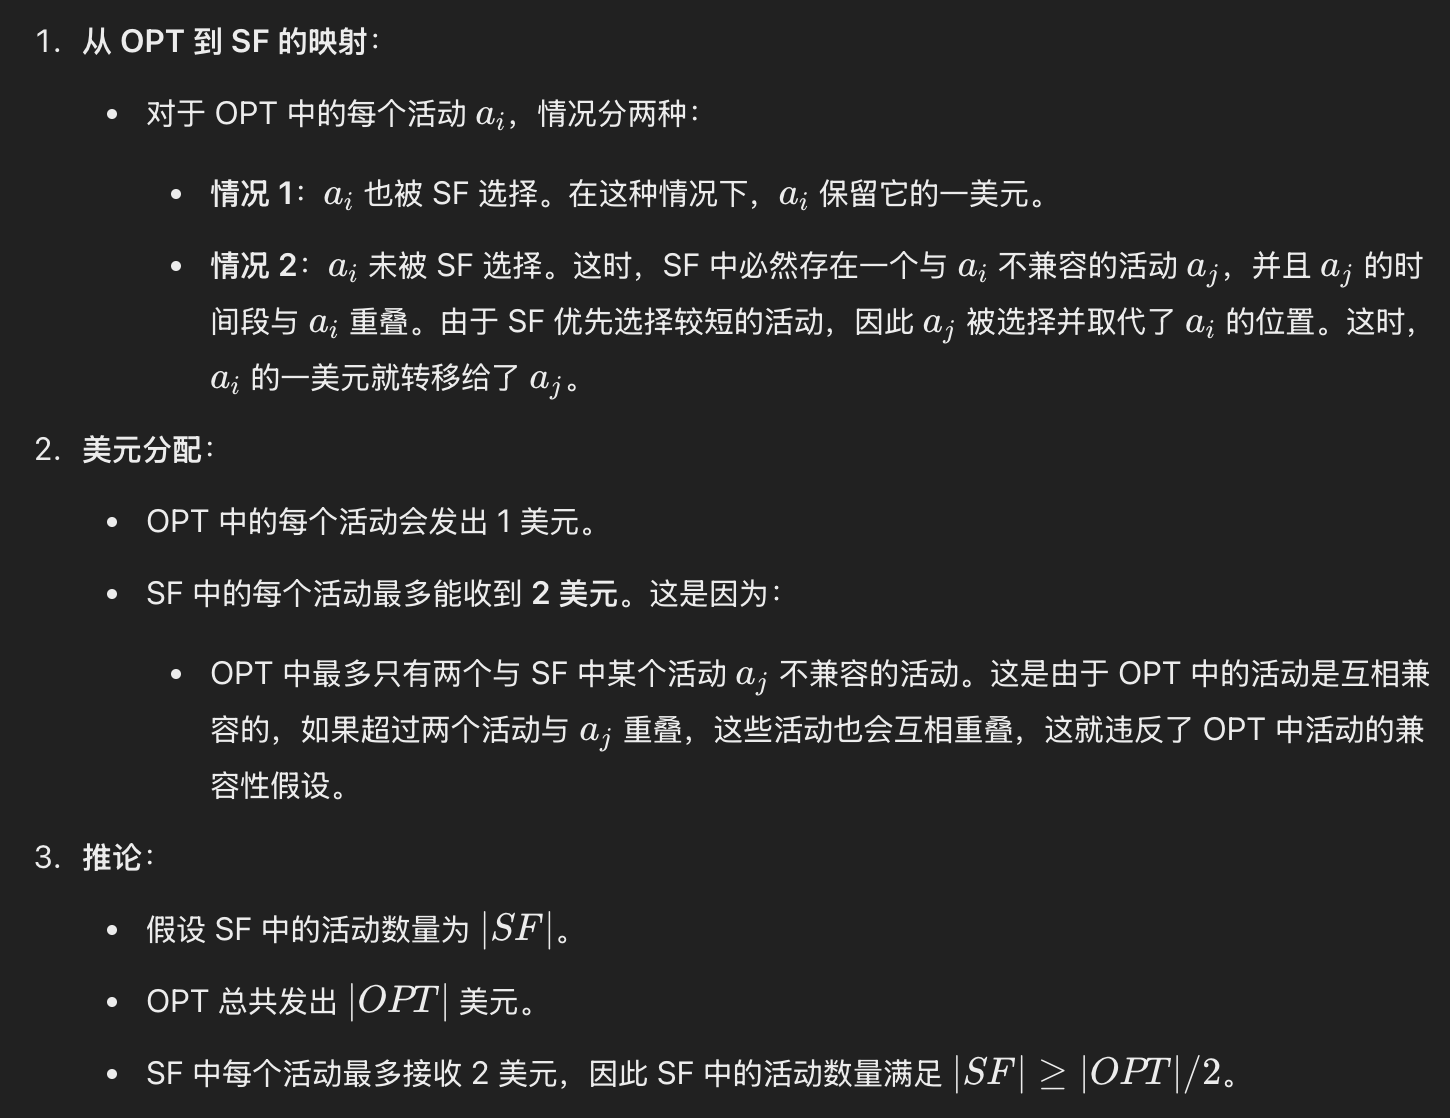 1. 从 OPT 到 SF 的映射：
• 对于 OPT 中的每个活动 $a_i$，情况分两种：
• 情况 1：$a_i$ 也被 SF 选择。在这种情况下，$a_i$ 保留它的一美元。
• 情况 2：$a_i$ 未被 SF 选择。这时，SF 中必然存在一个与 $a_i$ 不兼容的活动 $a_j$，并且 $a_j$ 的时
间段与 $a_i$ 重叠。由于 SF 优先选择较短的活动，因此 $a_j$ 被选择并取代了 $a_i$ 的位置。这时，
$a_i$ 的一美元就转移给了 $a_j$。
2. 美元分配：
• OPT 中的每个活动会发出 1 美元。
• SF 中的每个活动最多能收到 2 美元。这是因为：
• OPT 中最多只有两个与 SF 中某个活动 $a_j$ 不兼容的活动。这是由于 OPT 中的活动是互相兼
容的，如果超过两个活动与 $a_j$ 重叠，这些活动也会互相重叠，这就违反了 OPT 中活动的兼
容性假设。
3. 推论：
• 假设 SF 中的活动数量为 $|SF|$。
• OPT 总共发出 $|OPT|$ 美元。
• SF 中每个活动最多接收 2 美元，因此 SF 中的活动数量满足 $|SF| \geq |OPT|/2$。